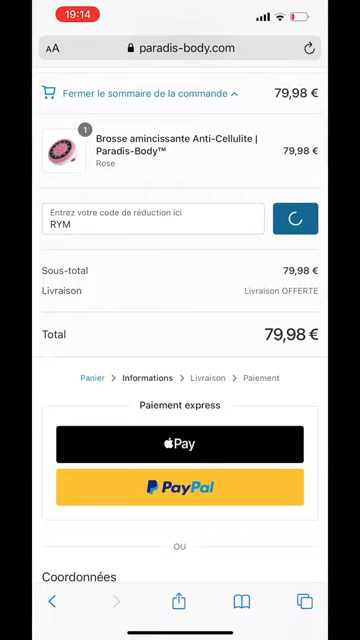 19:14
AA
paradis-body.com
Fermer le sommaire de la commande
79,98 €
1
Brosse amincissante Anti-Cellulite |
Paradis-Body™
79,98 €
Rose
Entrez votre code de réduction ici
RYM
Sous-total
79,98 €
Livraison
Livraison OFFERTE
Total
79,98 €
Panier > Informations > Livraison > Paiement
Paiement express
Pay
PayPal
OU
Coordonnées